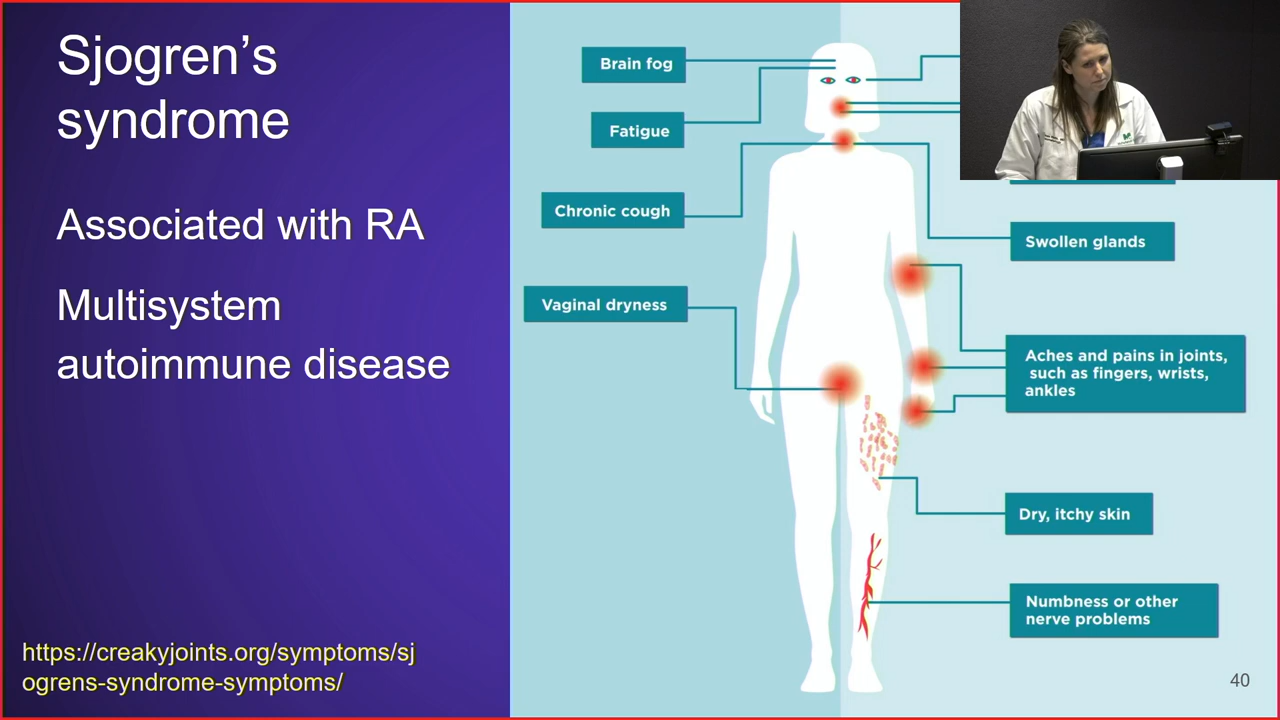 Sjogren’s
syndrome
Associated with RA
Multisystem
autoimmune disease
https://creakyjoints.org/symptoms/sj
ogrens-syndrome-symptoms/
Brain fog
Fatigue
Chronic cough
Vaginal dryness
Swollen glands
Aches and pains in joints,
such as fingers, wrists,
ankles
Dry, itchy skin
Numbness or other
nerve problems
40